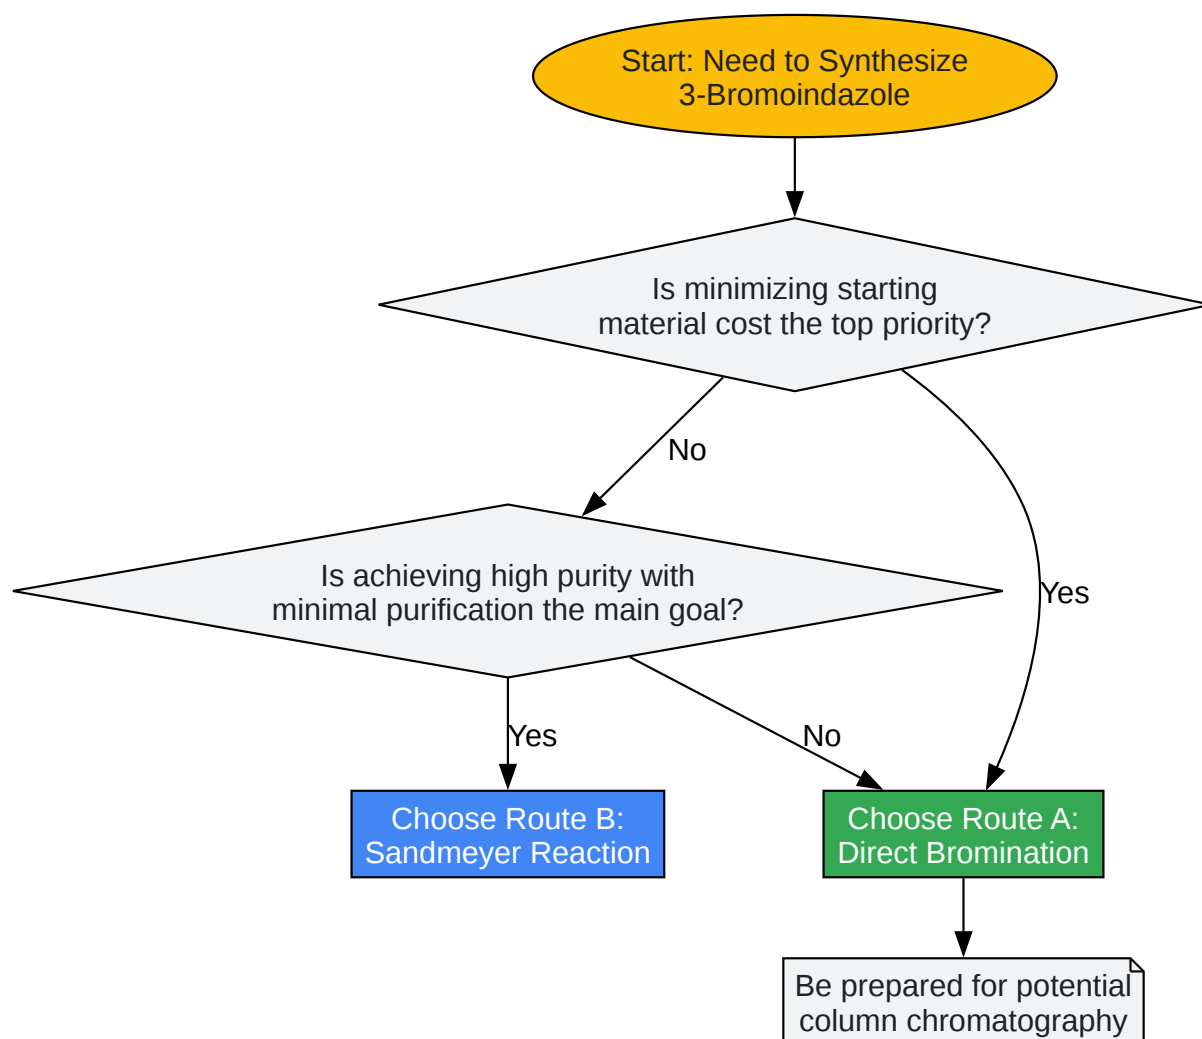 Start: Need to Synthesize
3-Bromoindazole
Is minimizing starting
material cost the top priority?
No
Is achieving high purity with
minimal purification the main goal?
Yes
Yes
No
Choose Route B:
Sandmeyer Reaction
Choose Route A:
Direct Bromination
Be prepared for potential
column chromatography